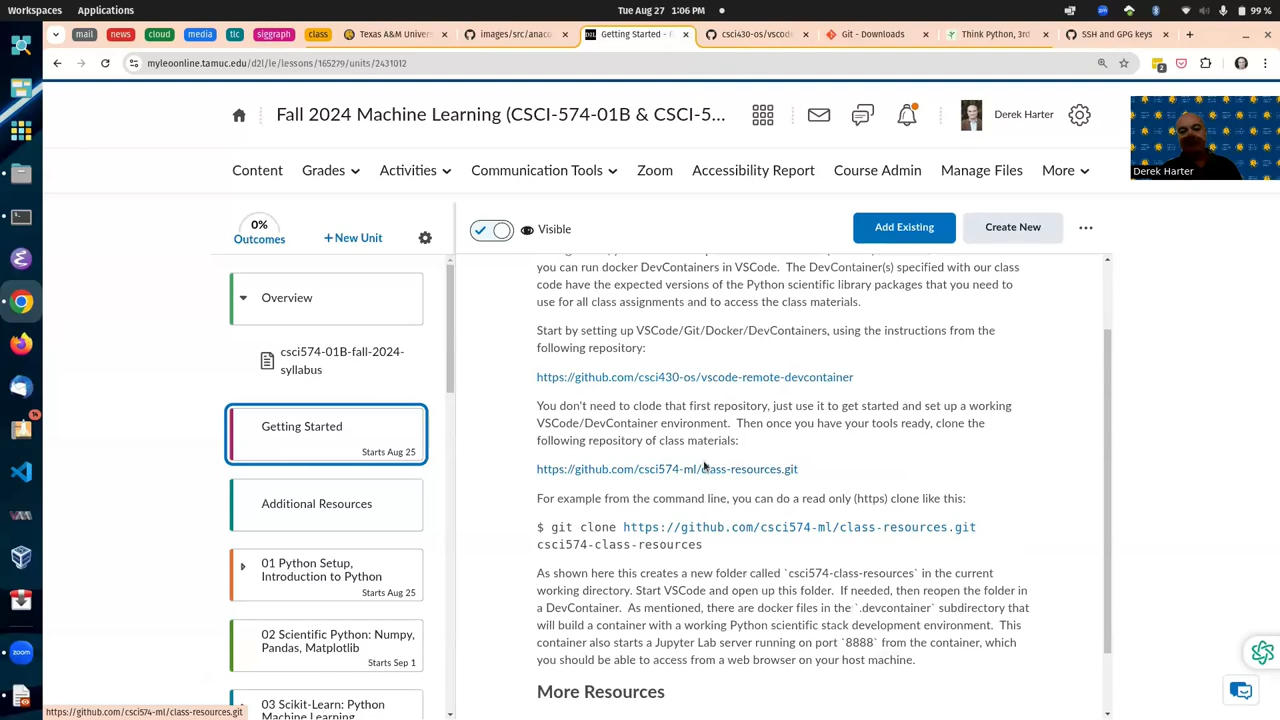 Workspaces Applications Tue Aug 27 1:06 PM 99 %
mail news cloud media tlc siggraph class Texas A&M Univer: images/src/anaco Getting Started - F csci430-os/vscode Git - Downloads Think Python, 3rd SSH and GPG keys
myleoonline.tamuc.edu/d2l/le/lessons/165279/units/2431012
2
Fall 2024 Machine Learning (CSCI-574-01B & CSCI-5... Derek Harter
Derek Harter
Content Grades Activities Communication Tools Zoom Accessibility Report Course Admin Manage Files More
0%
Outcomes
+ New Unit
Visible
Add Existing
Create New
Overview
csci574-01B-fall-2024-
syllabus
Getting Started
Starts Aug 25
Additional Resources
01 Python Setup,
Introduction to Python
Starts Aug 25
02 Scientific Python: Numpy,
Pandas, Matplotlib
Starts Sep 1
03 Scikit-Learn: Python
Machine Learning
you can run docker DevContainers in VSCode. The DevContainer(s) specified with our class
code have the expected versions of the Python scientific library packages that you need to
use for all class assignments and to access the class materials.
Start by setting up VSCode/Git/Docker/DevContainers, using the instructions from the
following repository:
https://github.com/csci430-os/vscode-remote-devcontainer
You don't need to clode that first repository, just use it to get started and set up a working
VSCode/DevContainer environment. Then once you have your tools ready, clone the
following repository of class materials:
https://github.com/csci574-ml/class-resources.git
For example from the command line, you can do a read only (https) clone like this:
$ git clone https://github.com/csci574-ml/class-resources.git
csci574-class-resources
As shown here this creates a new folder called `csci574-class-resources` in the current
working directory. Start VSCode and open up this folder. If needed, then reopen the folder in
a DevContainer. As mentioned, there are docker files in the `.devcontainer` subdirectory that
will build a container with a working Python scientific stack development environment. This
container also starts a Jupyter Lab server running on port `8888` from the container, which
you should be able to access from a web browser on your host machine.
More Resources
14
zoom
https://github.com/csci574-ml/class-resources.git